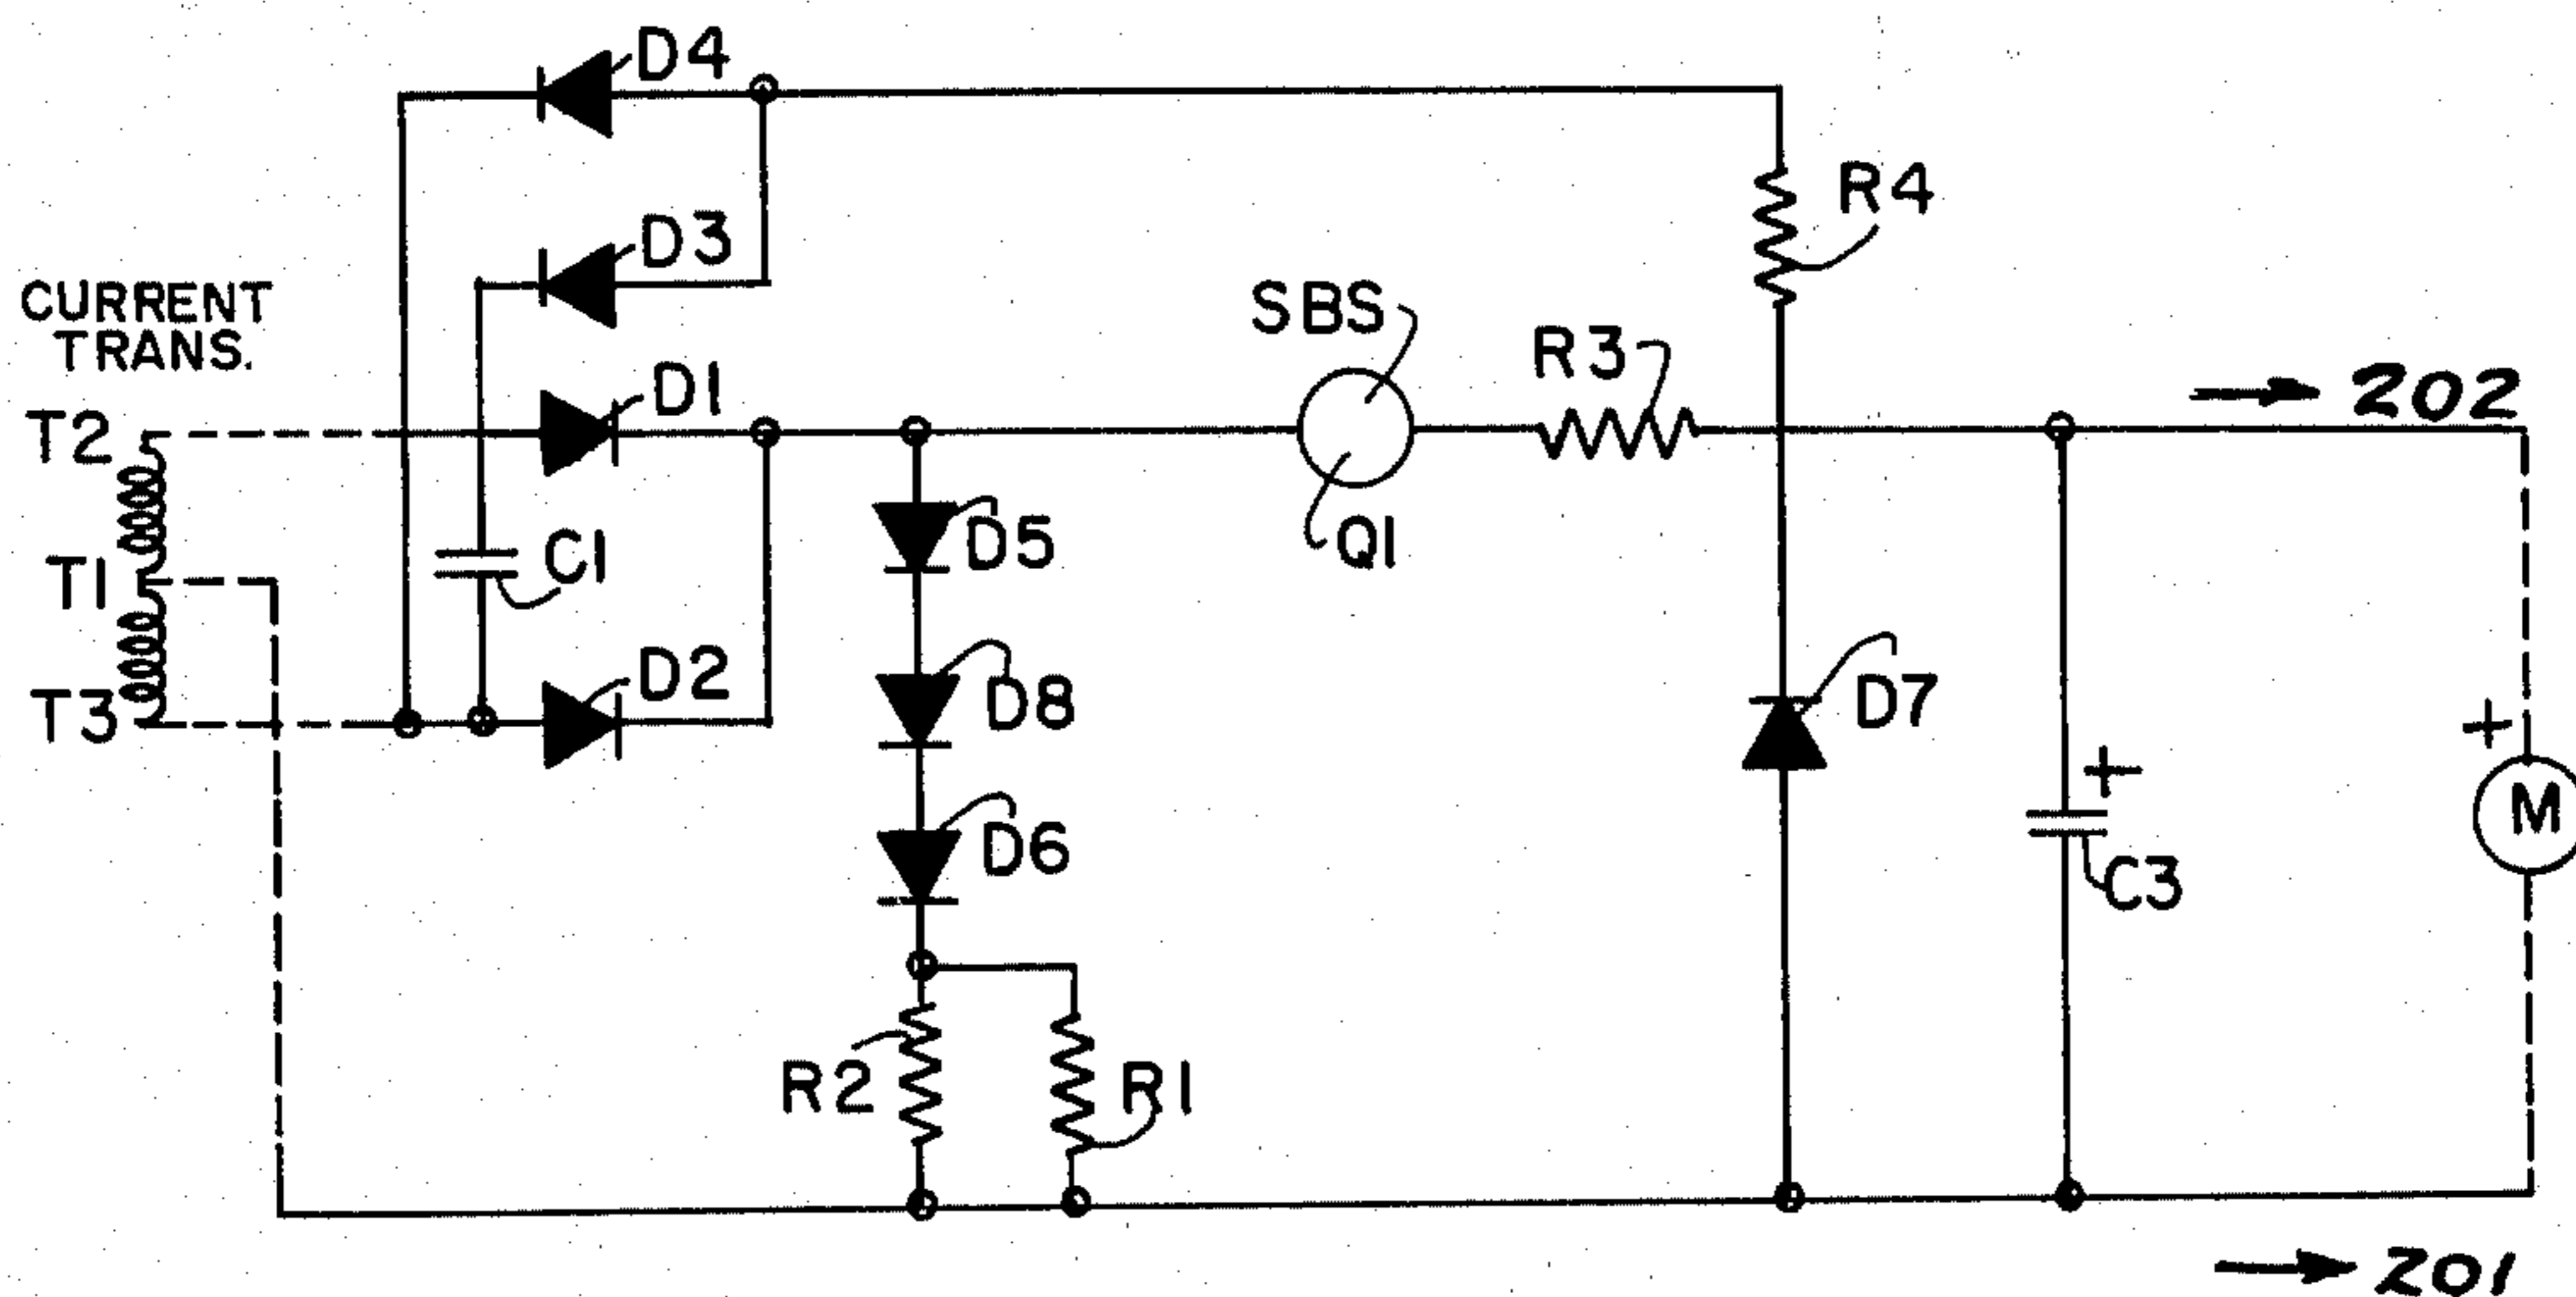 D4
R4
D3
CURRENT
TRANS.
SBS
R3
D1
202
T2
D5
Q1
T1
C1
D2
D8
D7
T3
+
+
M
D6
C3
R2
R1
201